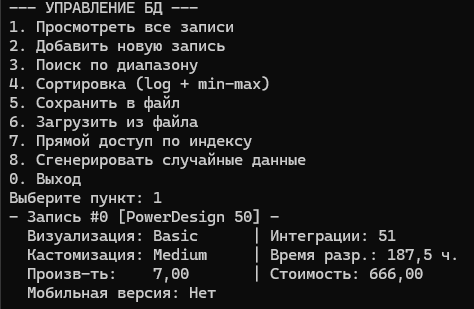 --- УПРАВЛЕНИЕ БД ---
1. Просмотреть все записи
2. Добавить новую запись
3. Поиск по диапазону
4. Сортировка (log + min-max)
5. Сохранить в файл
6. Загрузить из файла
7. Прямой доступ по индексу
8. Сгенерировать случайные данные
0. Выход
Выберите пункт: 1
- Запись #0 [PowerDesign 50] -
Визуализация: Basic | Интеграции: 51
Кастомизация: Medium | Время разр.: 187,5 ч.
Произв-ть: 7,00 | Стоимость: 666,00
Мобильная версия: Нет